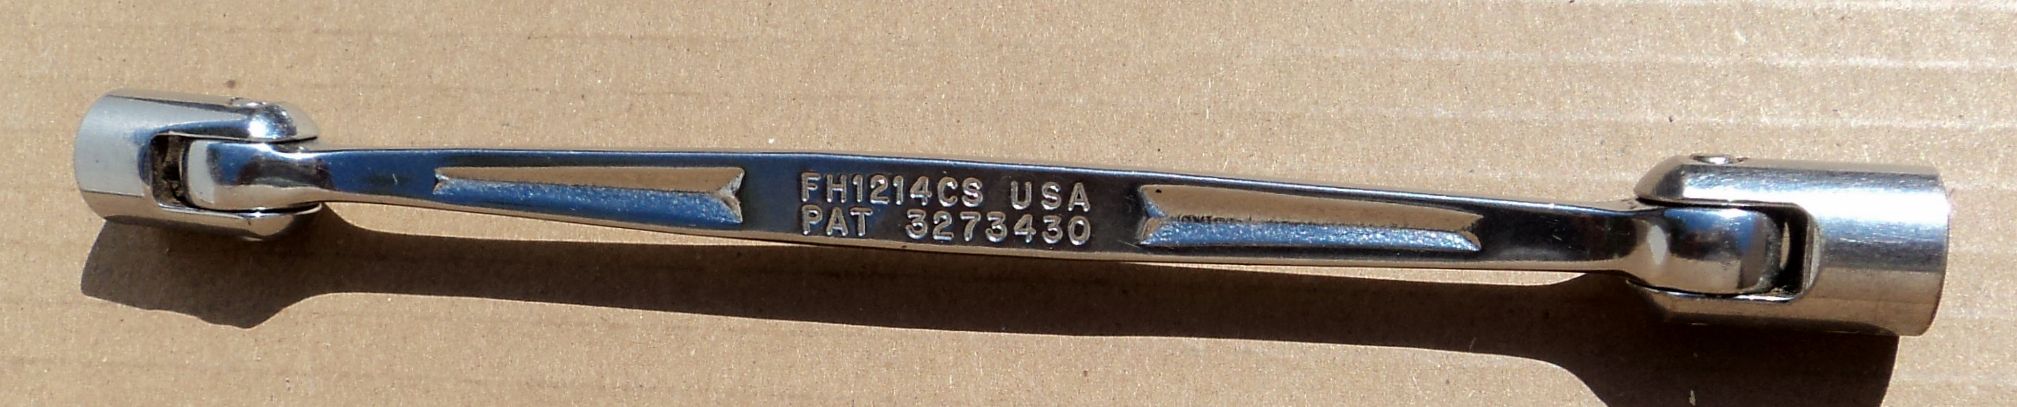 FH1214CS USA
PAT 3273430